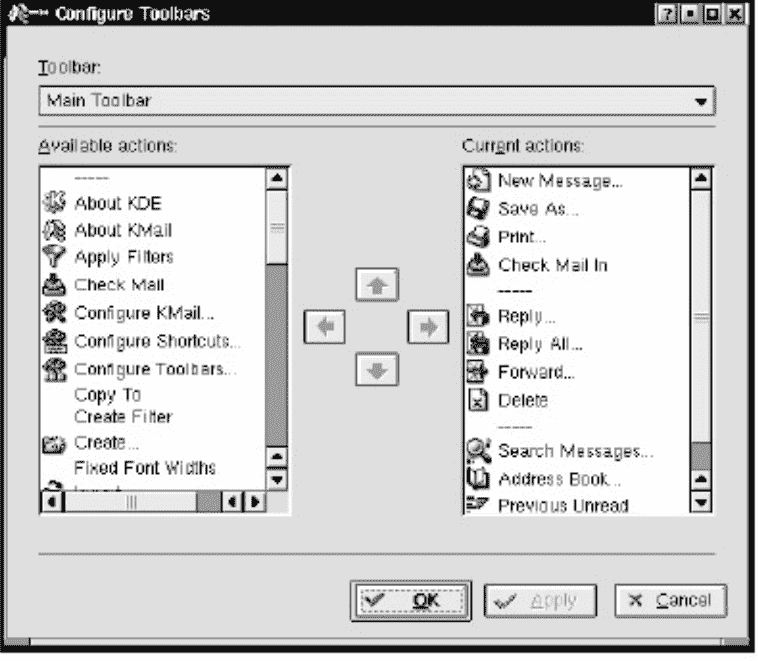 Configure Toolbars
Toolbar:
Main Toolbar
Available actions:
-----
About KDE
About KMail
Apply Filters
Check Mail
Configure KMail...
Configure Shortcuts...
Configure Toolbars...
Copy To
Create Filter
Create...
Fixed Font Widths
Current actions:
New Message...
Save As...
Print...
Check Mail In
-----
Reply...
Reply All...
Forward...
Delete
-----
Search Messages...
Address Book...
Previous Unread
OK
Apply
Cancel